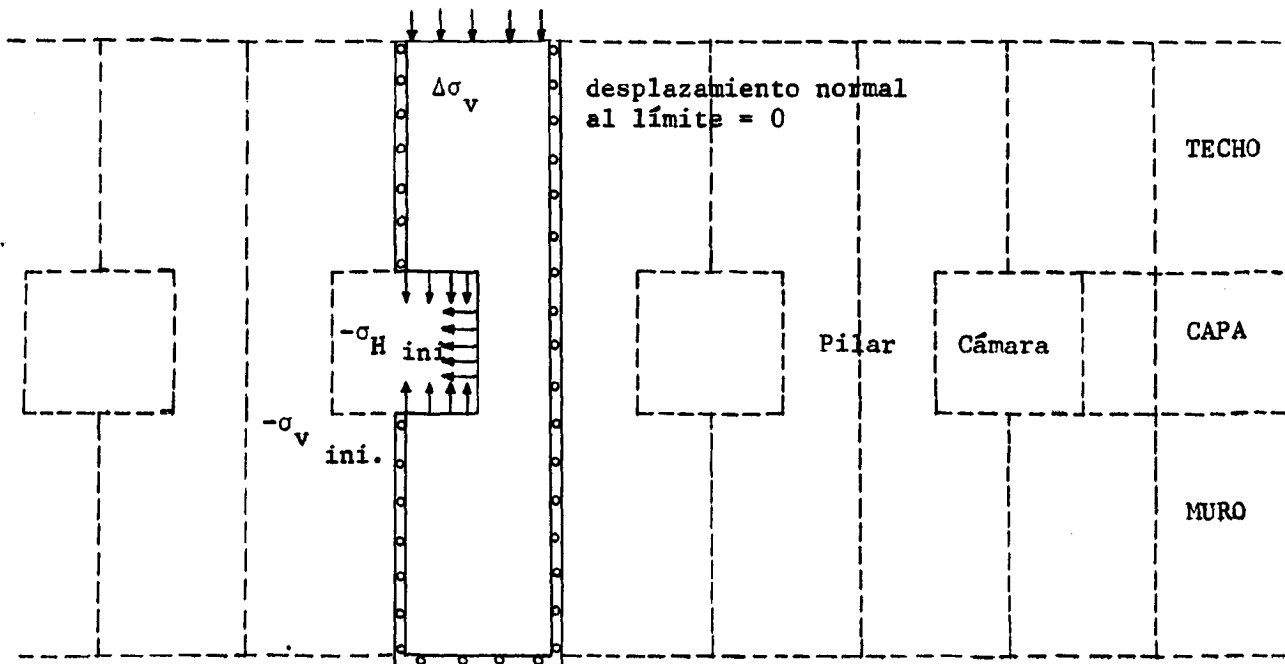 Δσv
desplazamiento normal
al límite = 0
TECHO
-σH ini
Pilar
Cámara
CAPA
-σv
ini.
MURO